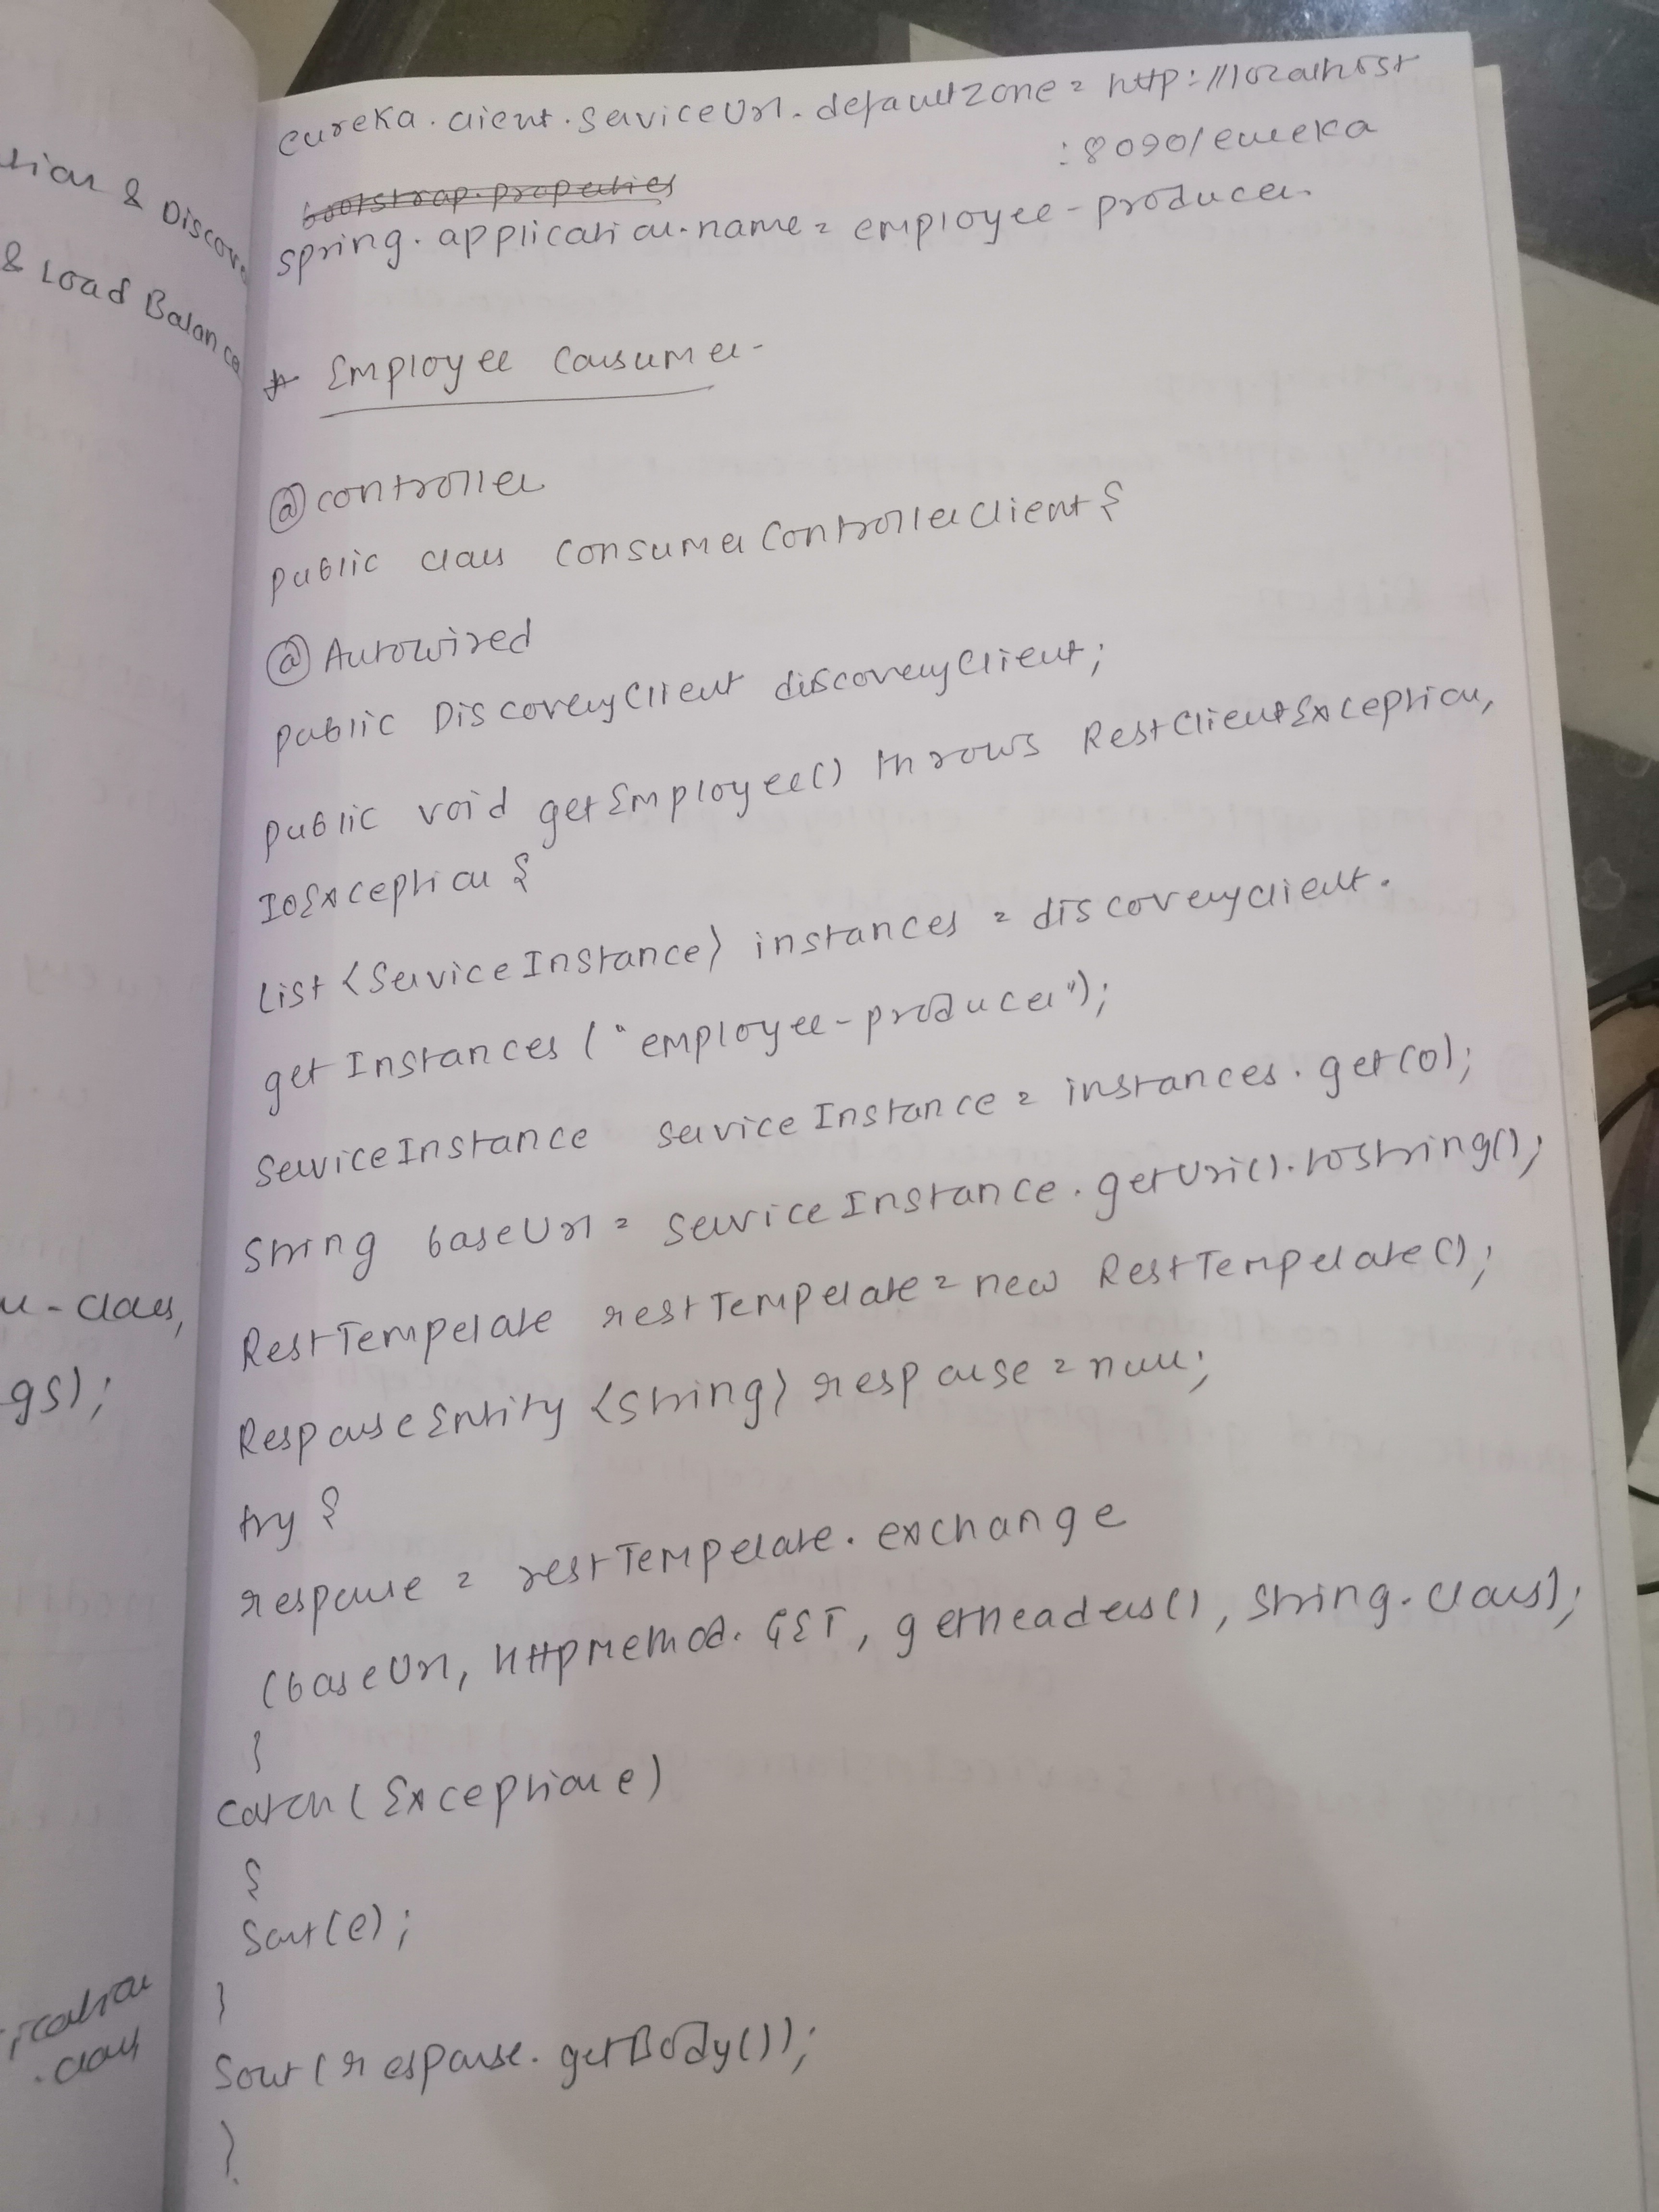 tion & Discove
& Load Balance
u-class,
gs);
ication
.class
eureka.client.serviceUrl.defaultZone = http://localhost
:8090/eureka
bootstrap.properties
spring.application.name = employee-producer.
* Employee Consumer-
@controller
public class ConsumerControllerClient {
@Autowired
public DiscoveryClient discoveryClient;
public void getEmployee() throws RestClientException,
IOException {
List <ServiceInstance> instances = discoveryclient.
getInstances ("employee-producer");
ServiceInstance serviceInstance = instances.get(0);
String baseUrl = serviceInstance.getUri().toString();
RestTempelate restTempelate = new RestTempelate();
ResponseEntity <String> response = null;
try {
response = restTempelate.exchange
(baseUrl, HttpMethod.GET, getheaders(), String.class);
}
catch (Exception e)
{
Sout(e);
}
Sout(response.getBody());
}